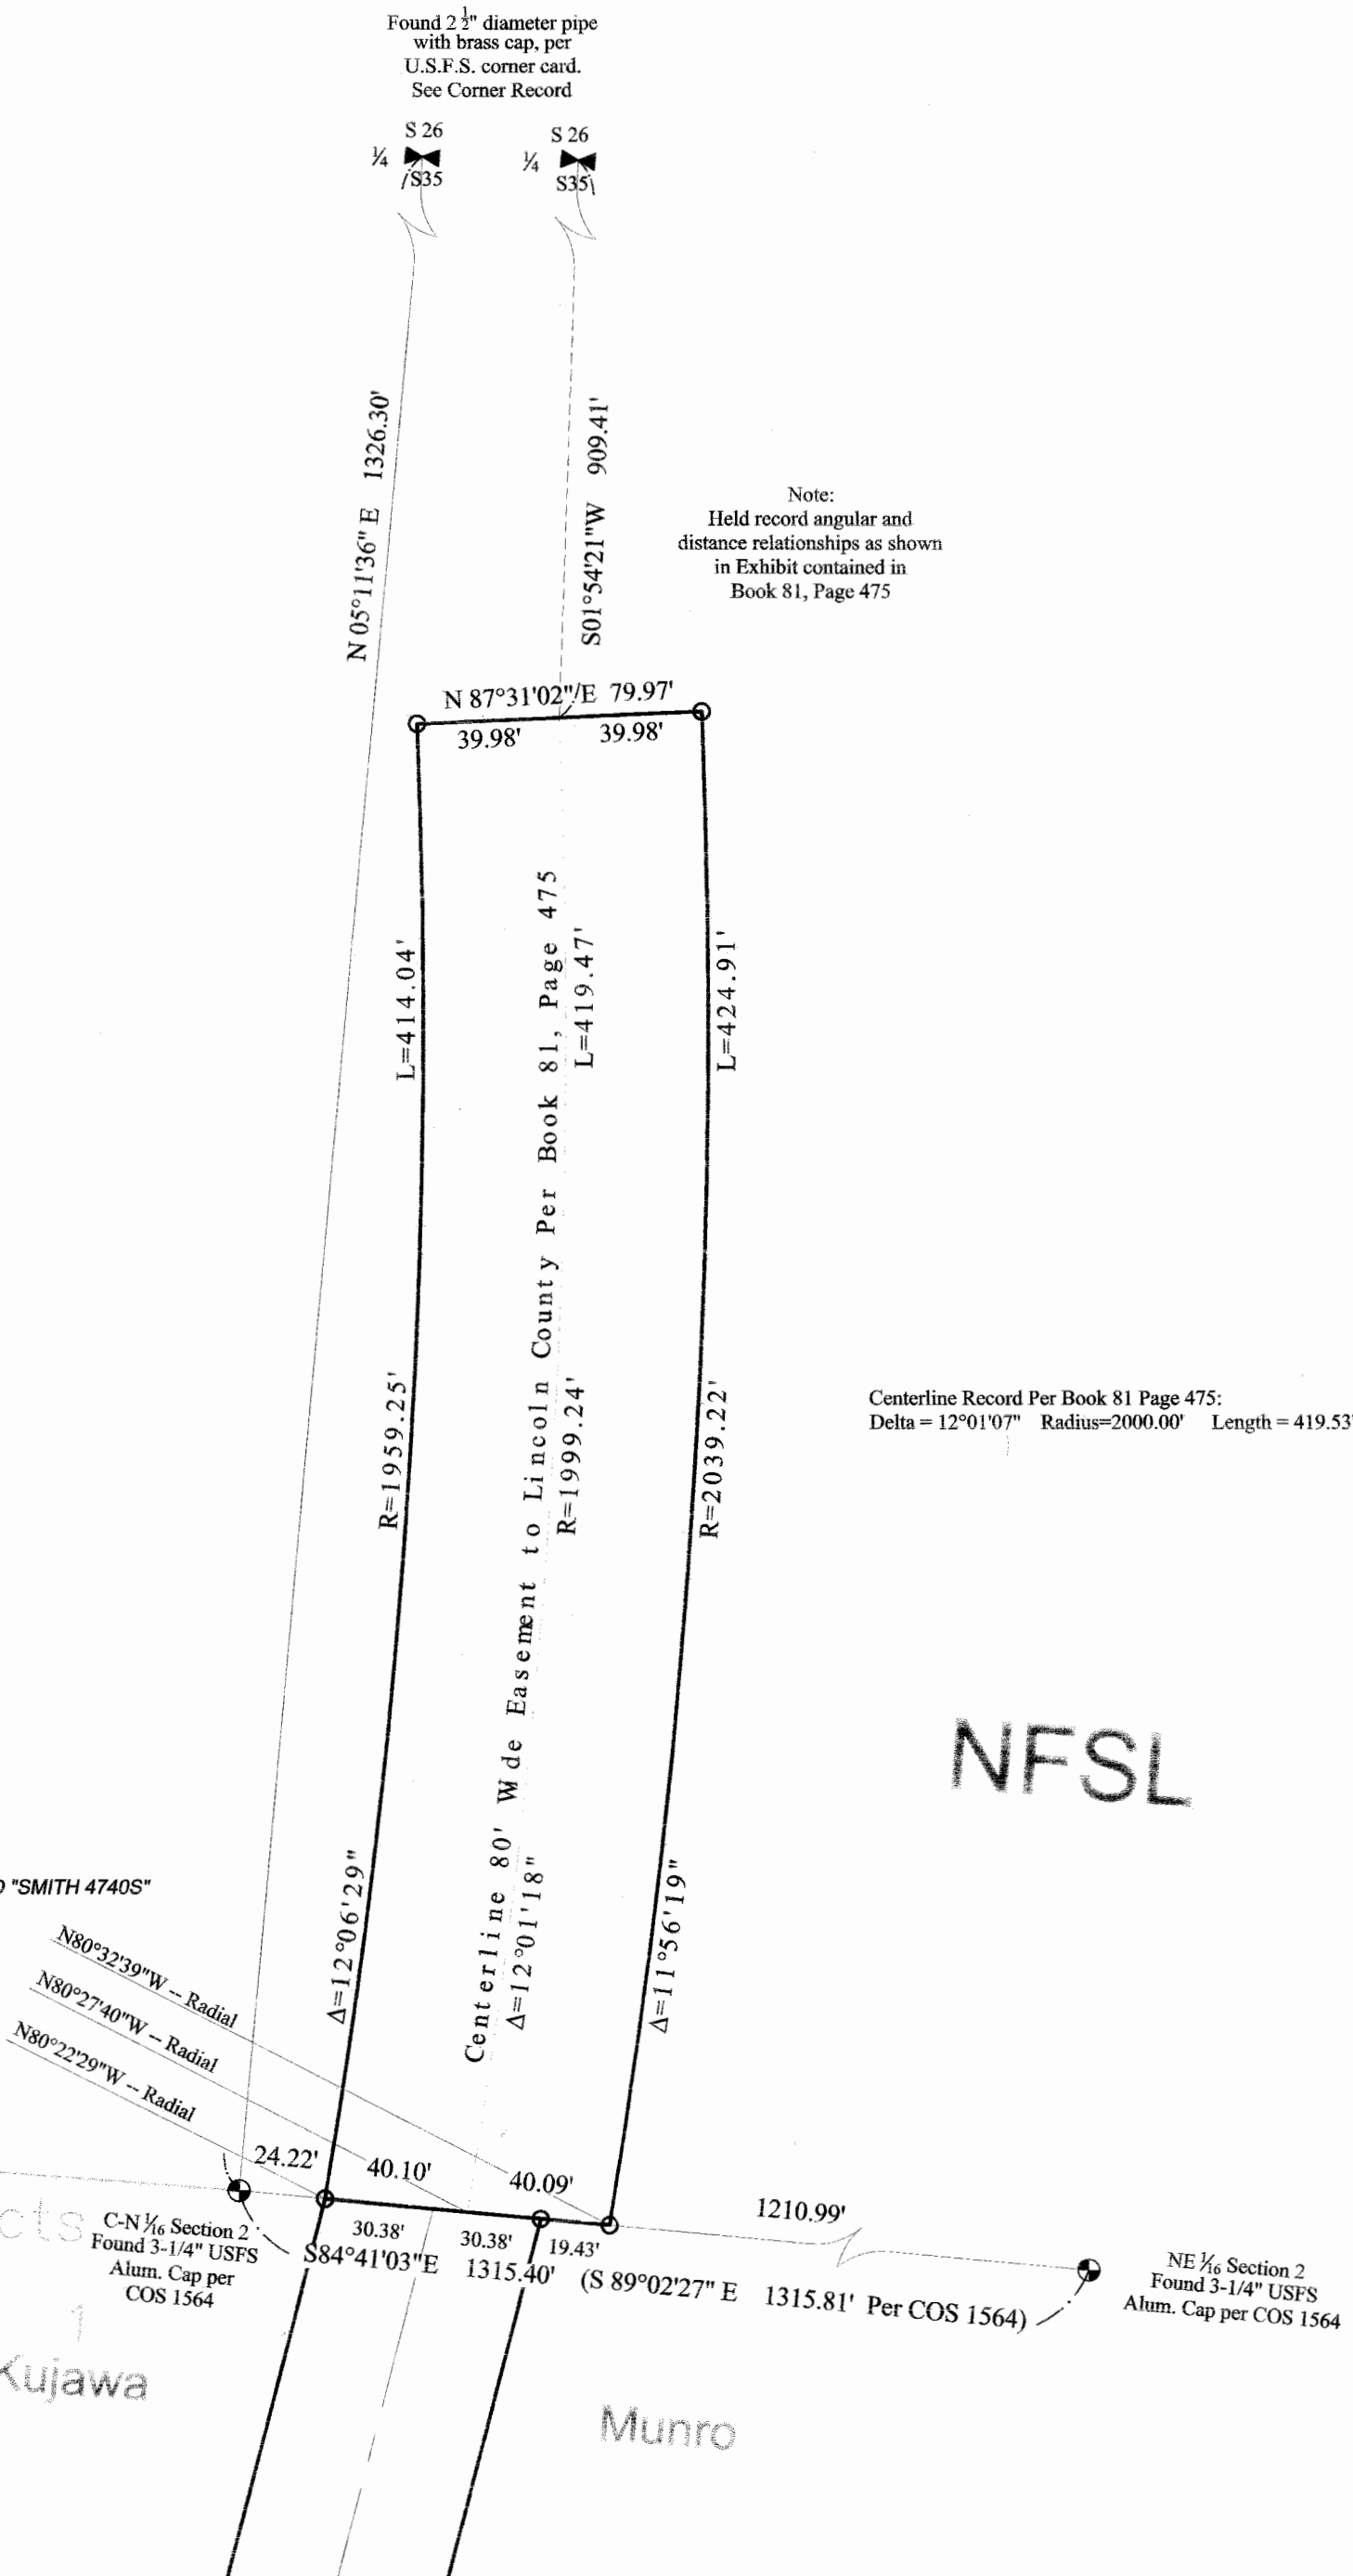 Found 2 1/2" diameter pipe
with brass cap, per
U.S.F.S. corner card.
See Corner Record
S 26
¼
S35
S 26
¼
S35
N 05°11'36" E 1326.30'
S01°54'21"W 909.41'
Note:
Held record angular and
distance relationships as shown
in Exhibit contained in
Book 81, Page 475
N 87°31'02" E 79.97'
39.98'
39.98'
L=414.04'
R=1959.25'
Δ=12°06'29"
Centerline 80' Wide Easement to Lincoln County Per Book 81, Page 475
L=419.47'
R=1999.24'
Δ=12°01'18"
L=424.91'
R=2039.22'
Δ=11°56'19"
Centerline Record Per Book 81 Page 475:
Delta = 12°01'07" Radius=2000.00' Length = 419.53'
NFSL
"SMITH 4740S"
N80°32'39"W -- Radial
N80°27'40"W -- Radial
N80°22'29"W -- Radial
24.22'
40.10'
40.09'
1210.99'
30.38'
30.38'
19.43'
S84°41'03"E 1315.40' (S 89°02'27" E 1315.81' Per COS 1564)
C-N 1/16 Section 2
Found 3-1/4" USFS
Alum. Cap per
COS 1564
NE 1/16 Section 2
Found 3-1/4" USFS
Alum. Cap per COS 1564
cts
1
Kujawa
Munro